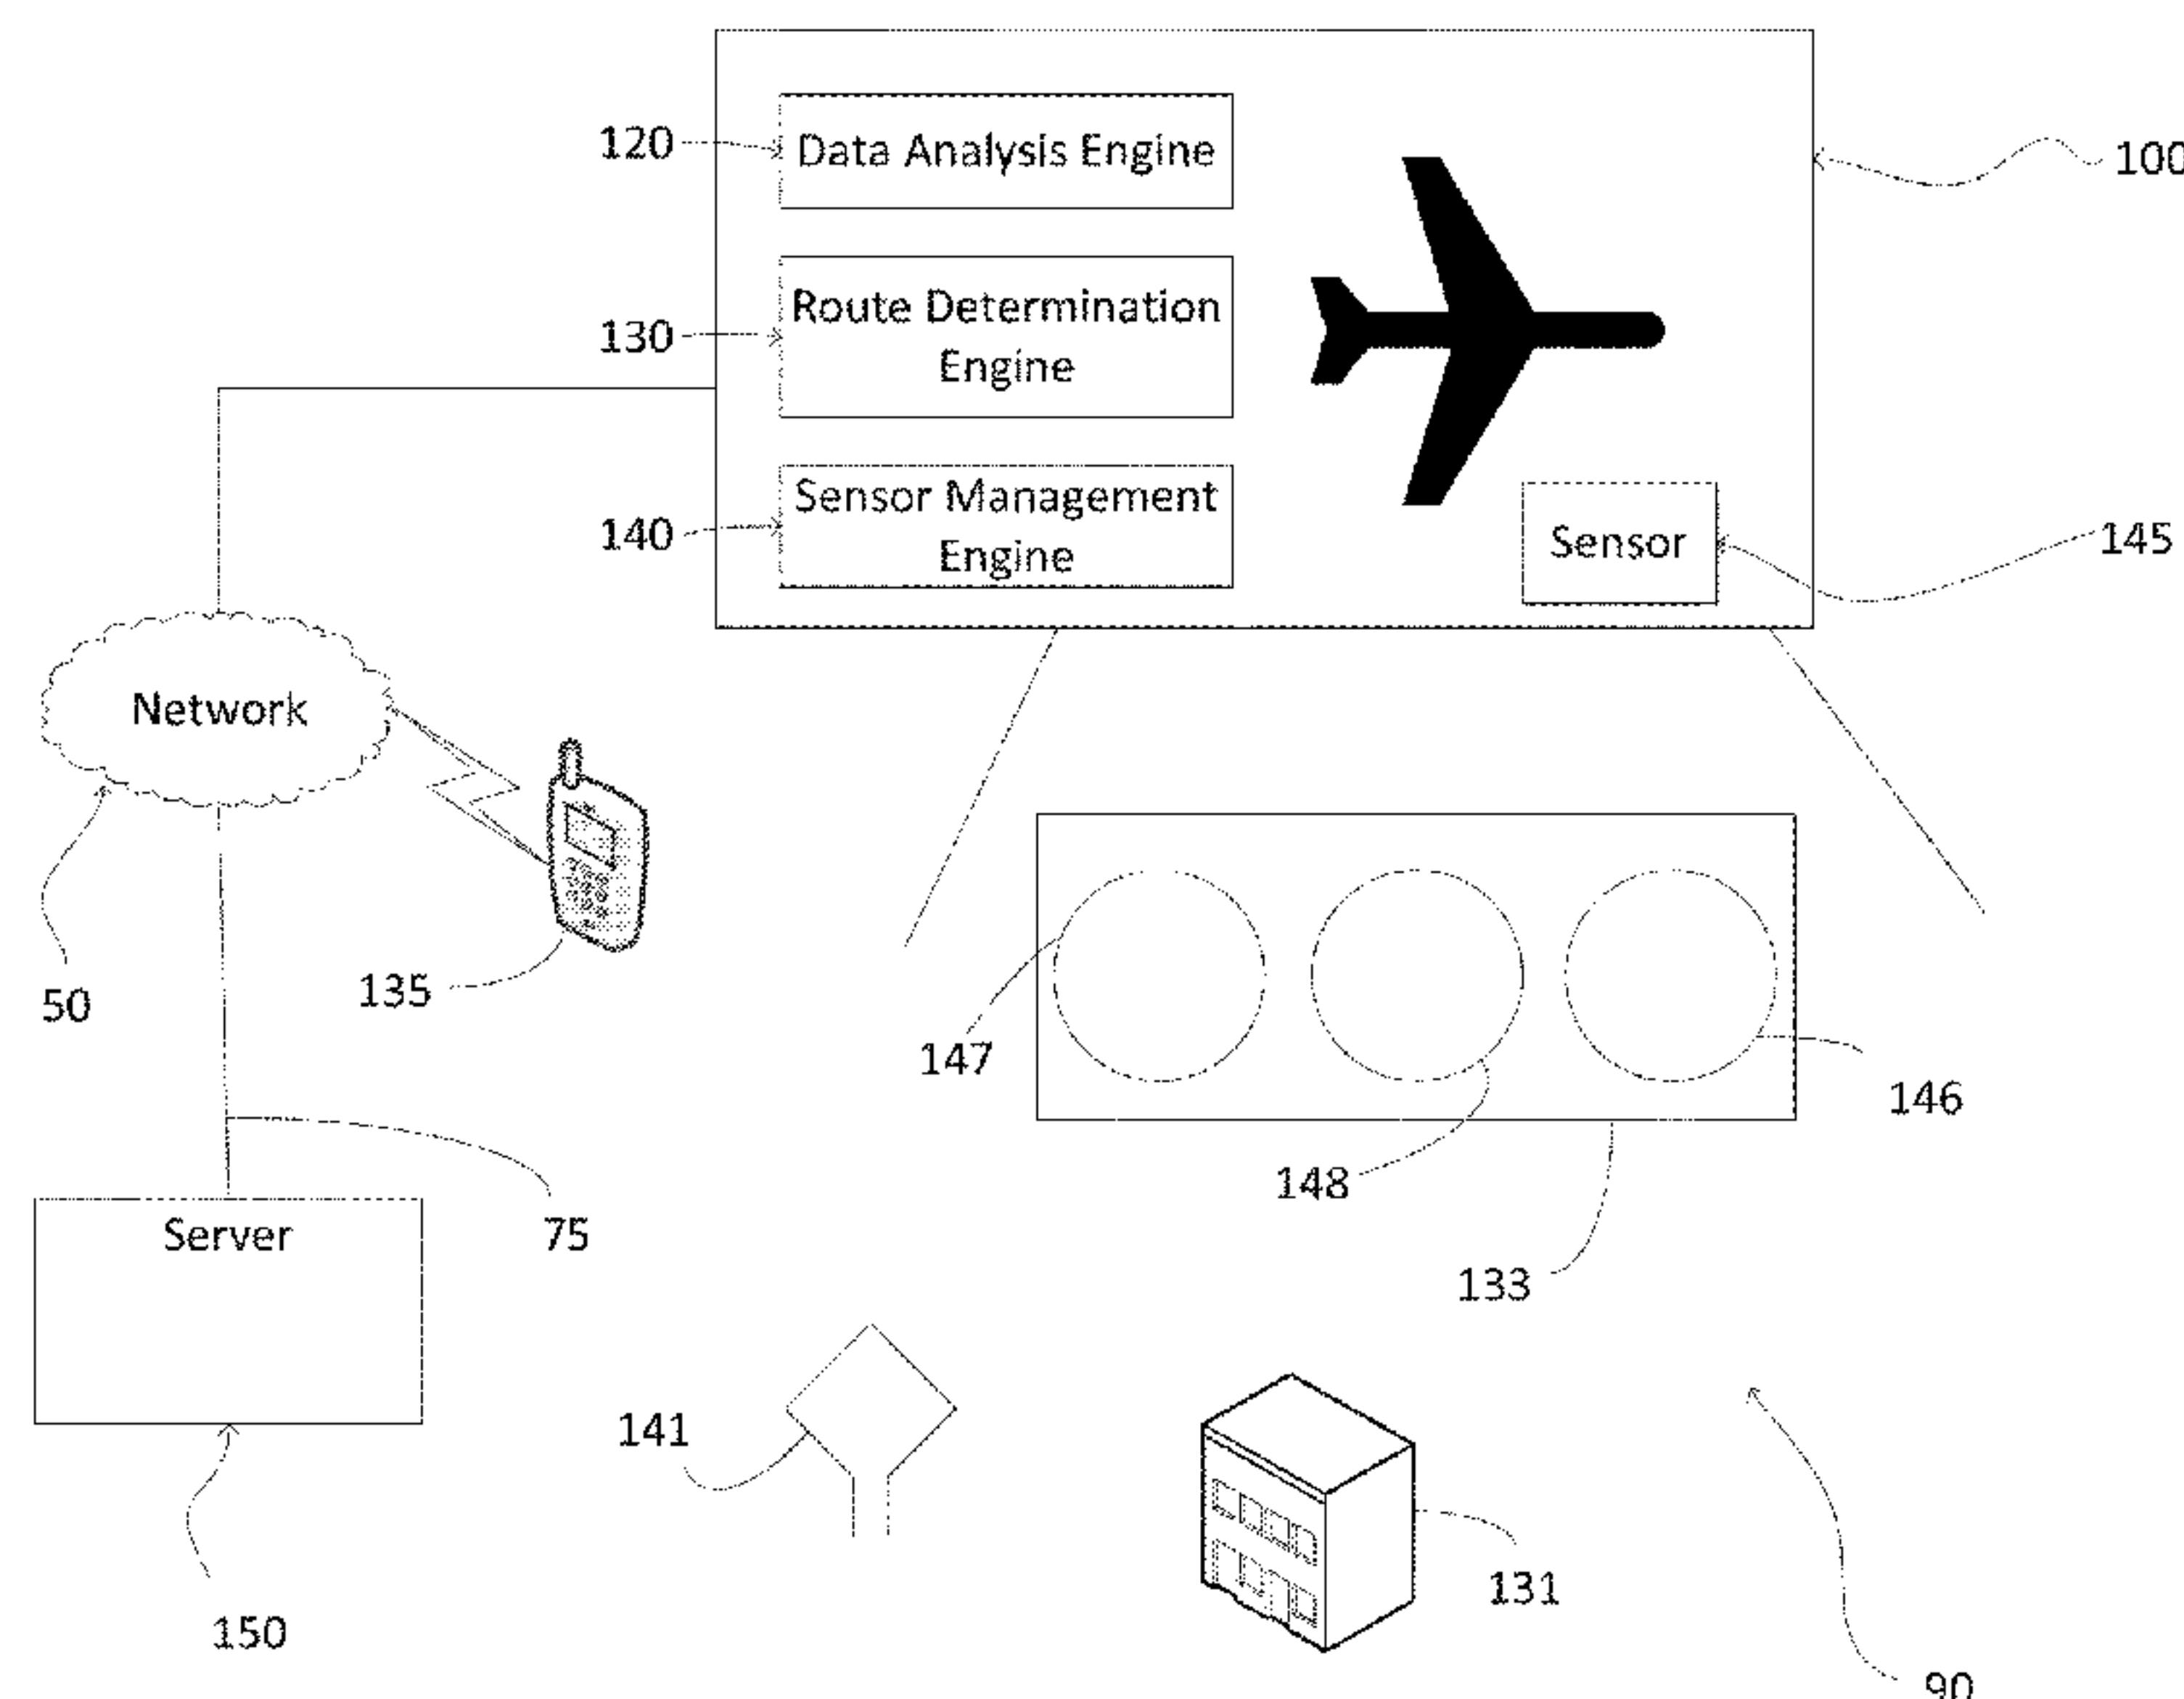 120
Data Analysis Engine
100
130
Route Determination
Engine
140
Sensor Management
Engine
Sensor
145
Network
50
135
147
146
148
75
Server
133
141
131
150
90